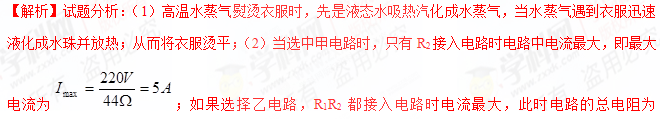 【解析】试题分析：（1）高温水蒸气熨烫衣服时，先是液态水吸热汽化成水蒸气，当水蒸气遇到衣服迅速
液化成水珠并放热；从而将衣服烫平；（2）当选中甲电路时，只有 R₂接入电路时电路中电流最大，即最大
电流为 I_max = 220V/44Ω = 5A ；如果选择乙电路，R₁R₂ 都接入电路时电流最大，此时电路的总电阻为